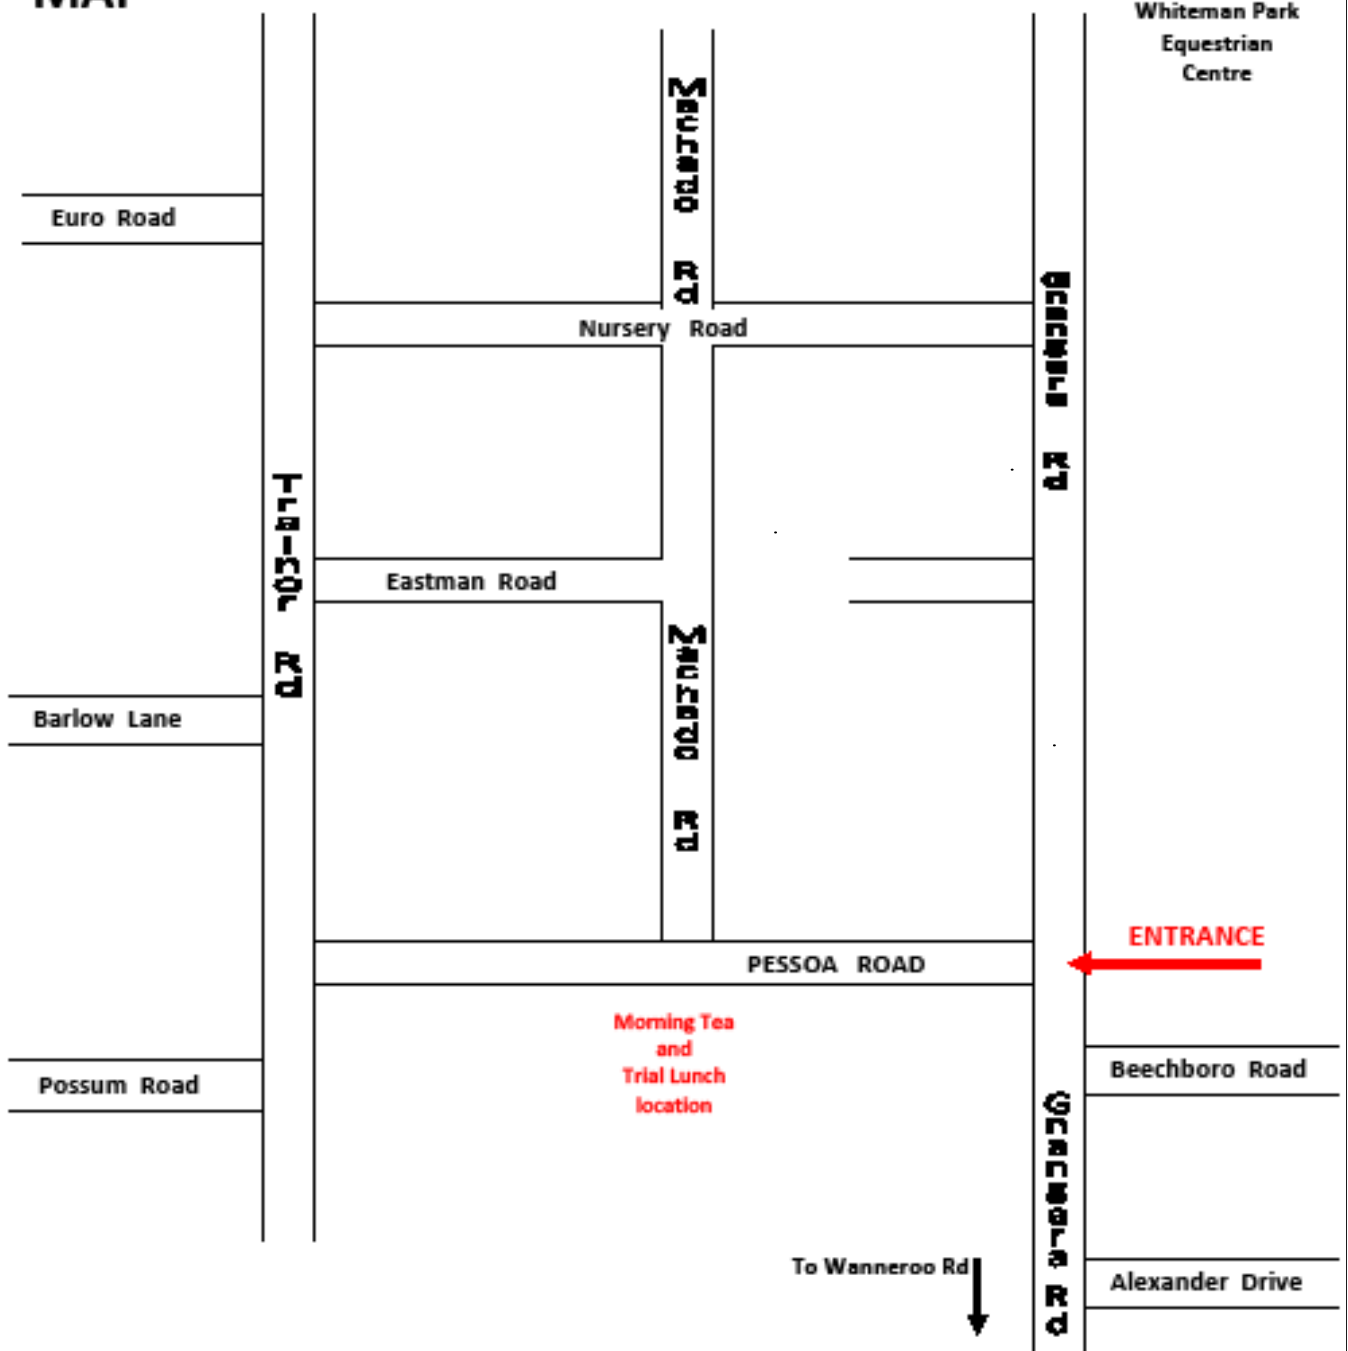 MAP
Whiteman Park
Equestrian
Centre
Machado Rd
Euro Road
Gnangara Rd
Nursery Road
Trainor Rd
Eastman Road
Machado Rd
Barlow Lane
ENTRANCE
PESSOA ROAD
Morning Tea
and
Trial Lunch
location
Beechboro Road
Possum Road
Gnangara Rd
To Wanneroo Rd
Alexander Drive